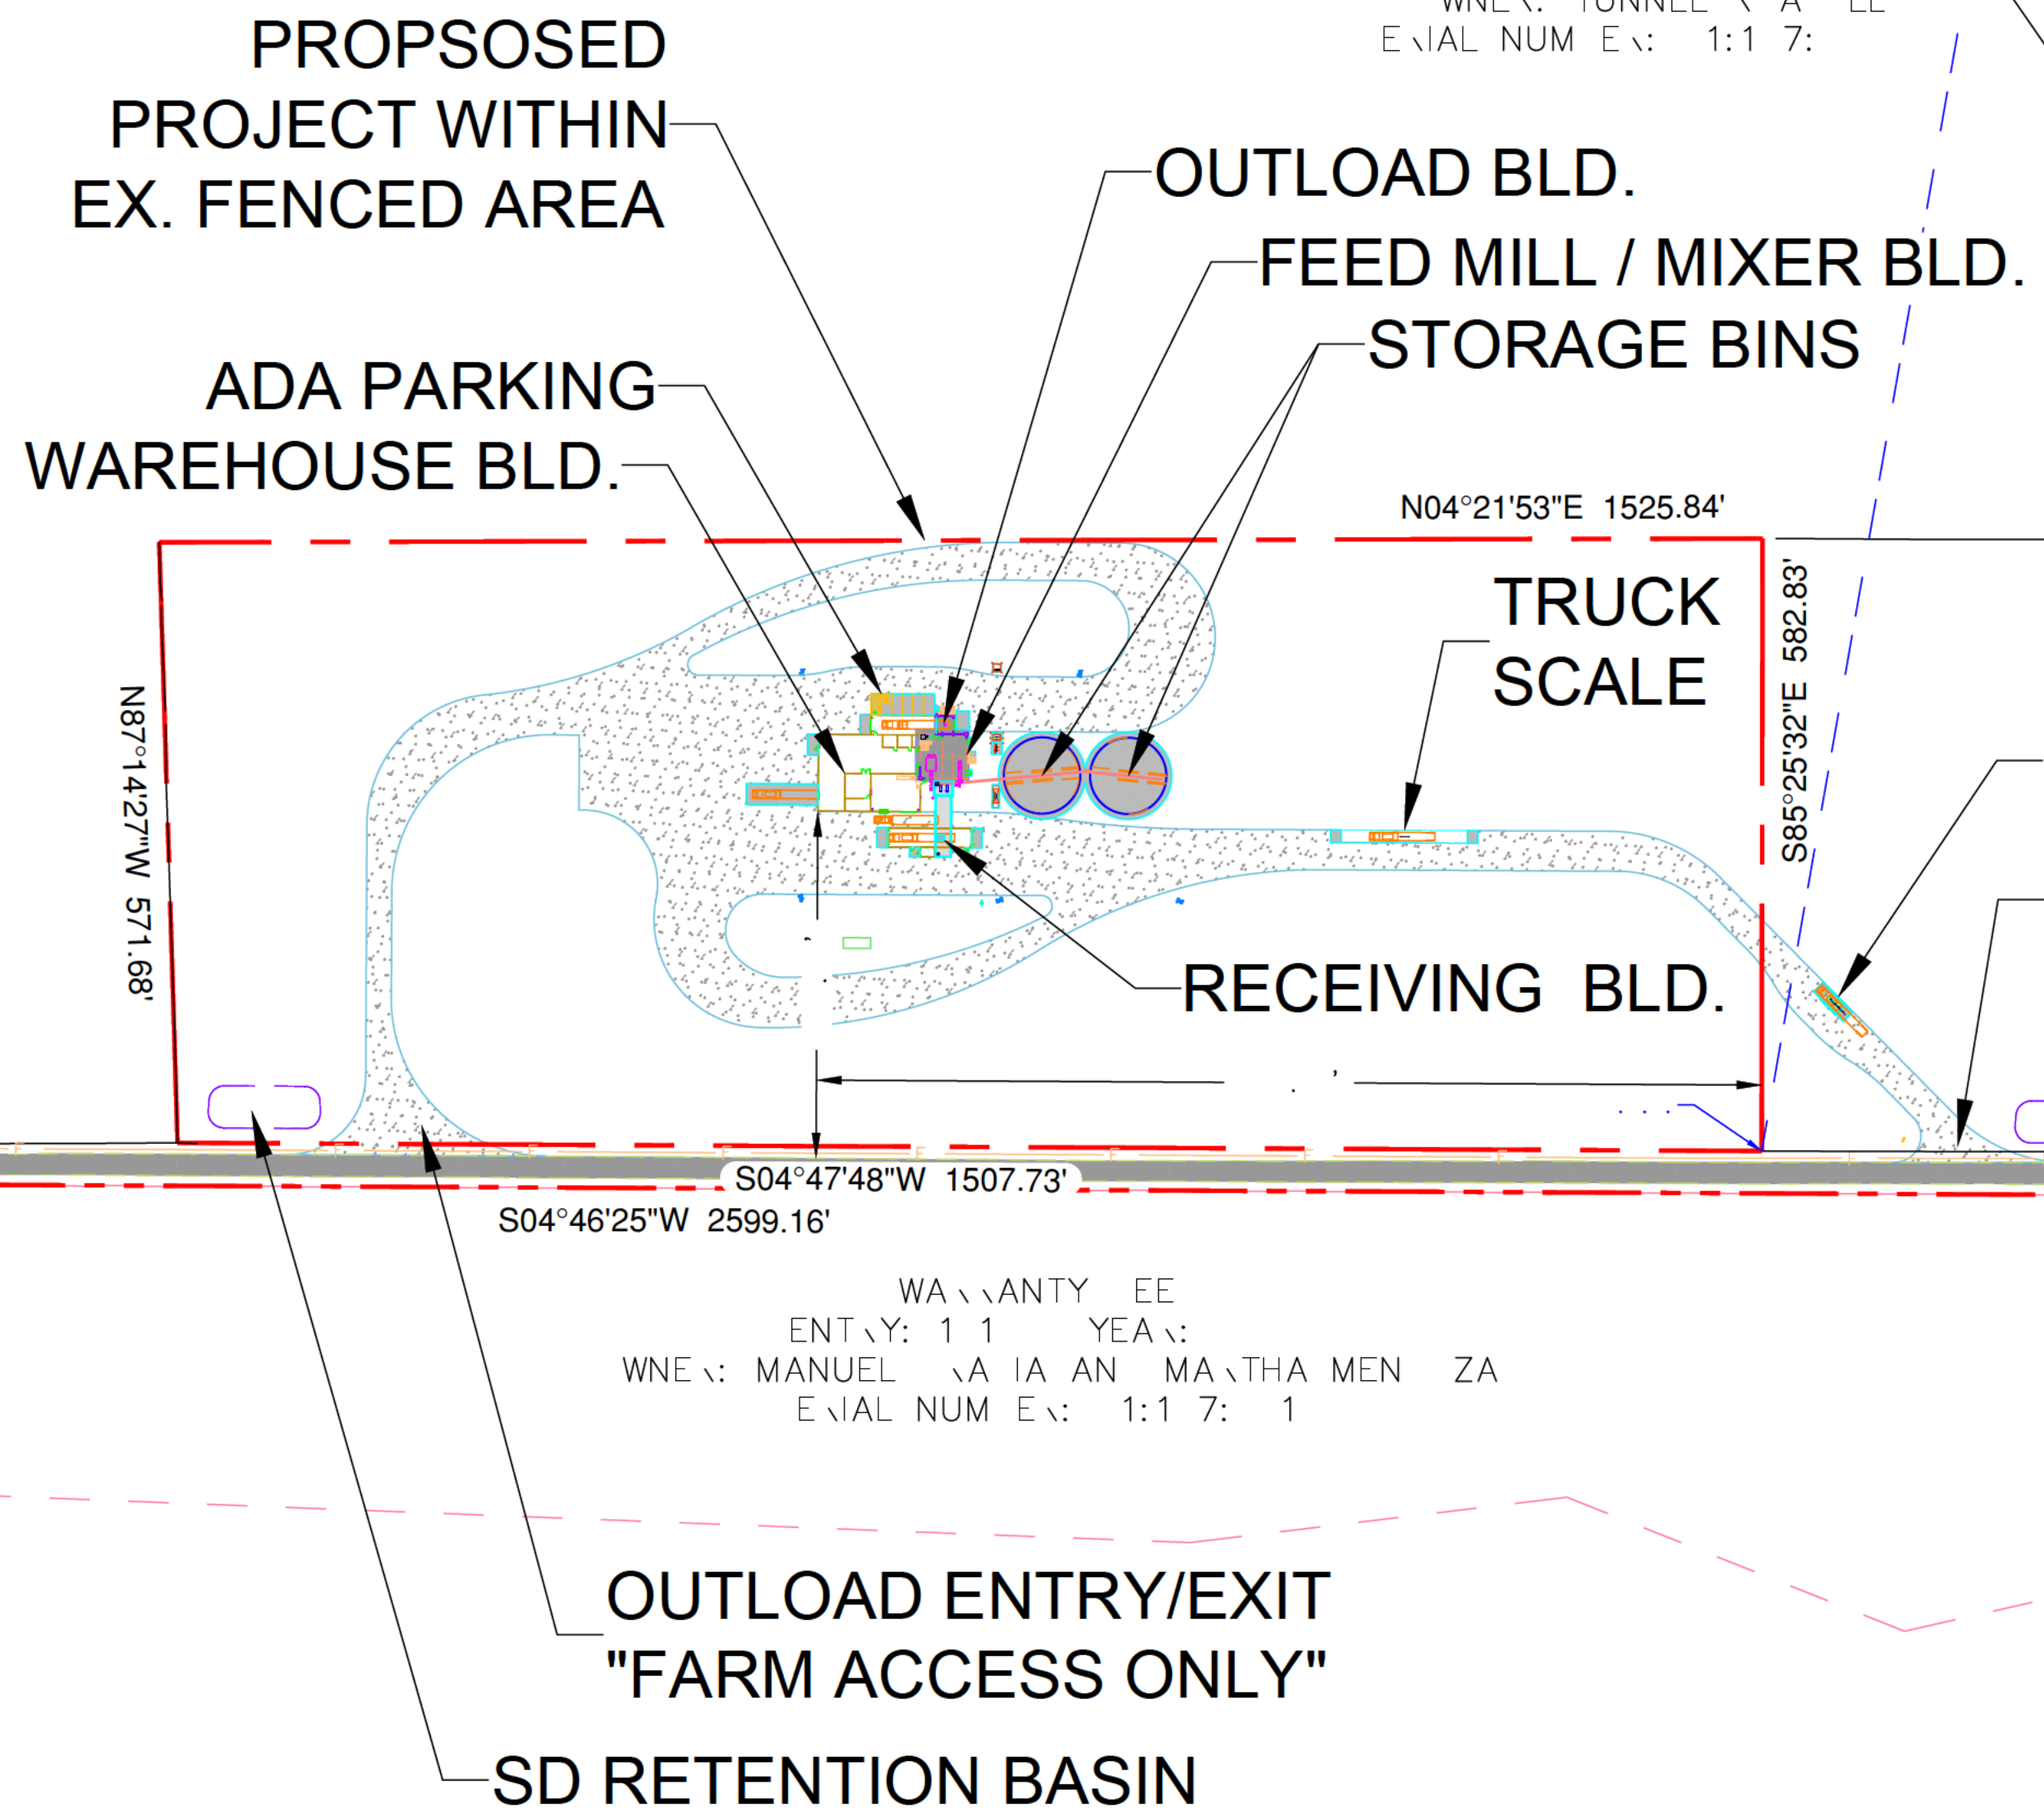 PROPSOSED
PROJECT WITHIN
EX. FENCED AREA
OUTLOAD BLD.
FEED MILL / MIXER BLD.
STORAGE BINS
ADA PARKING
WAREHOUSE BLD.
N04°21'53"E 1525.84'
TRUCK
SCALE
S85°25'32"E 582.83'
N87°14'27"W 571.68'
RECEIVING BLD.
S04°47'48"W 1507.73'
S04°46'25"W 2599.16'
MANUEL
OUTLOAD ENTRY/EXIT
"FARM ACCESS ONLY"
SD RETENTION BASIN